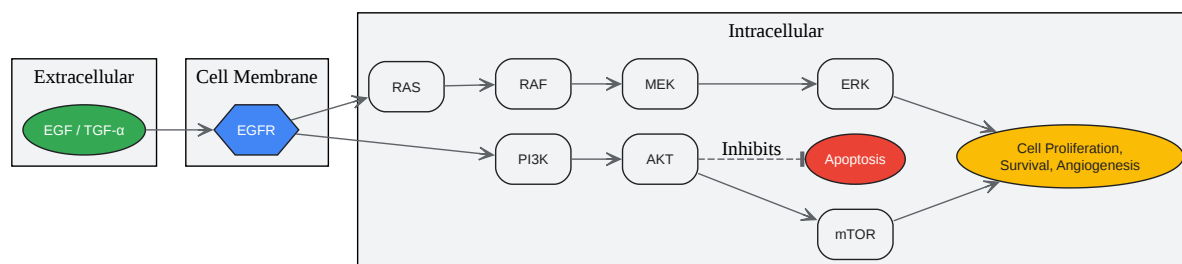 Extracellular
EGF / TGF-α
Cell Membrane
EGFR
Intracellular
RAS
RAF
MEK
ERK
PI3K
AKT
Inhibits
Apoptosis
mTOR
Cell Proliferation,
Survival, Angiogenesis